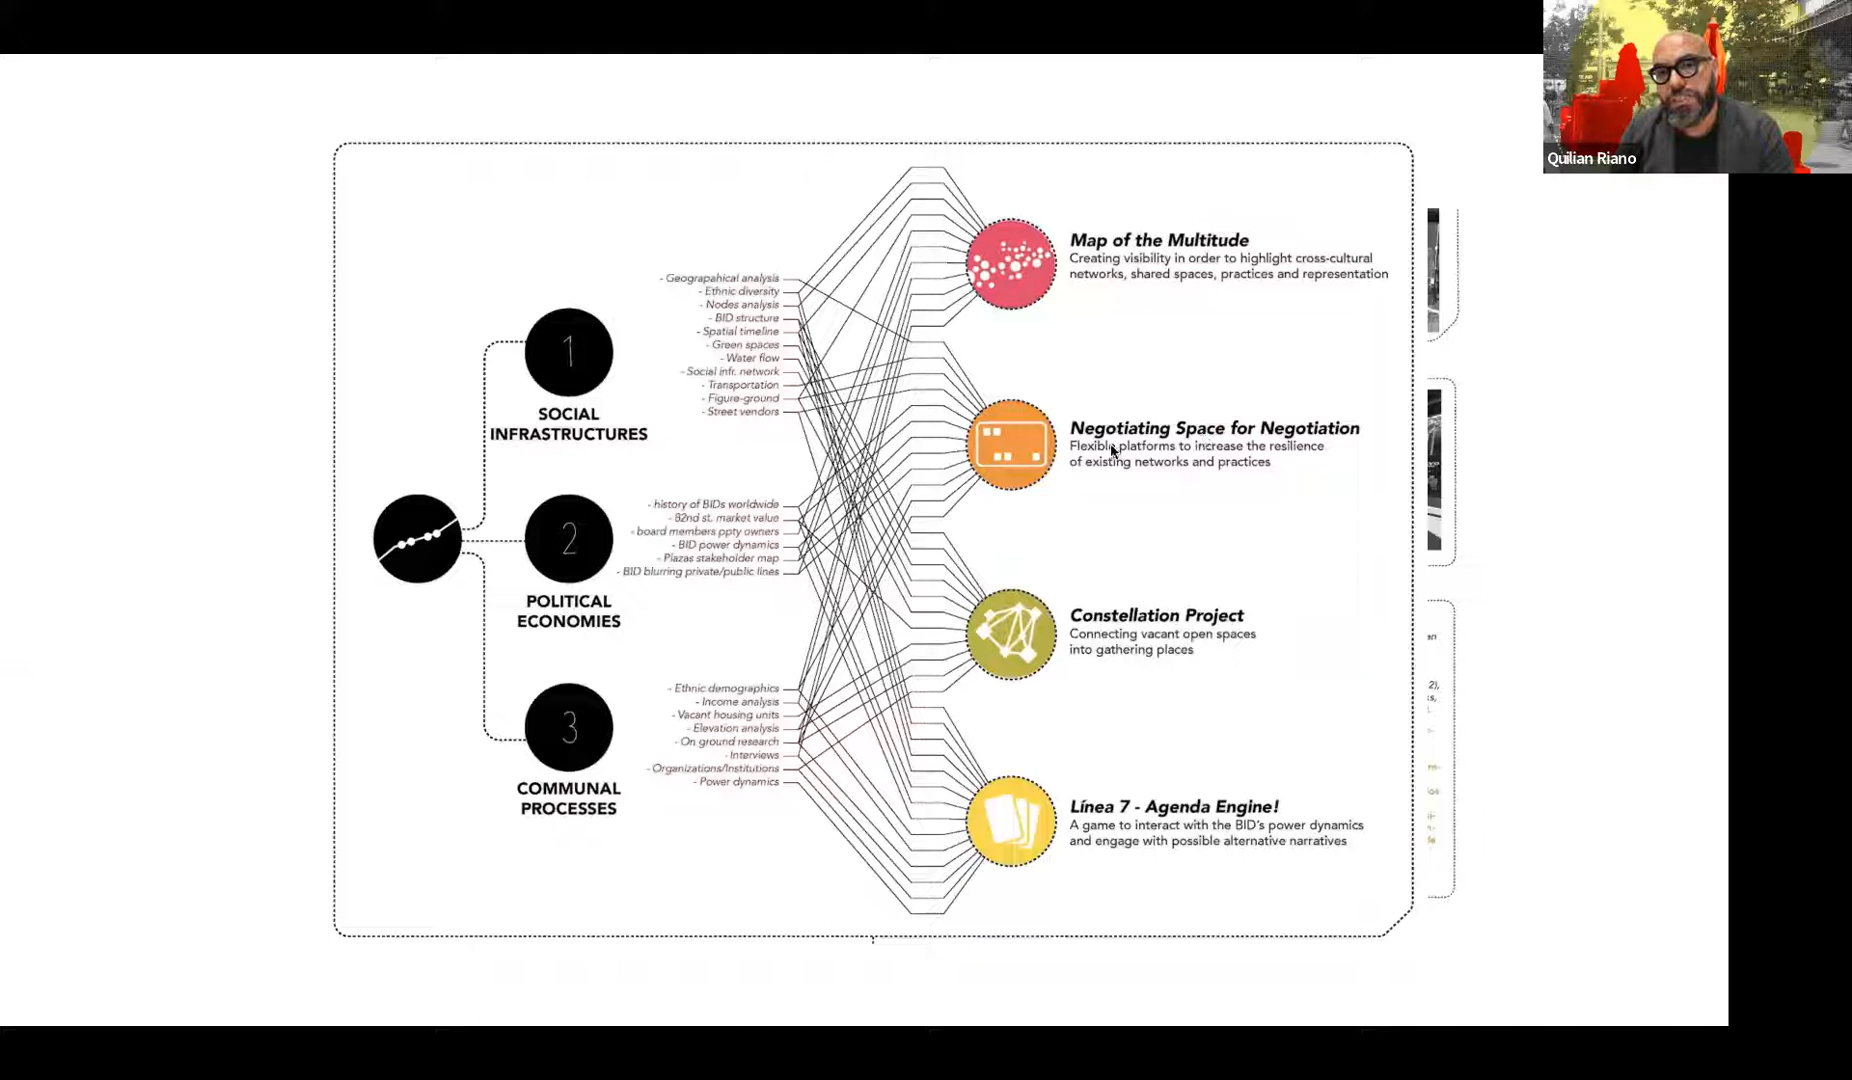 Quilian Riano
1
SOCIAL
INFRASTRUCTURES
- Geograpahical analysis
- Ethnic diversity
- Nodes analysis
- BID structure
- Spatial timeline
- Green spaces
- Water flow
- Social infr. network
- Transportation
- Figure-ground
- Street vendors
2
POLITICAL
ECONOMIES
- history of BIDs worldwide
- 82nd st. market value
- board members ppty owners
- BID power dynamics
- Plazas stakeholder map
- BID blurring private/public lines
3
COMMUNAL
PROCESSES
- Ethnic demographics
- Income analysis
- Vacant housing units
- Elevation analysis
- On ground research
- Interviews
- Organizations/Institutions
- Power dynamics
Map of the Multitude
Creating visibility in order to highlight cross-cultural
networks, shared spaces, practices and representation
Negotiating Space for Negotiation
Flexible platforms to increase the resilience
of existing networks and practices
Constellation Project
Connecting vacant open spaces
into gathering places
Línea 7 - Agenda Engine!
A game to interact with the BID's power dynamics
and engage with possible alternative narratives